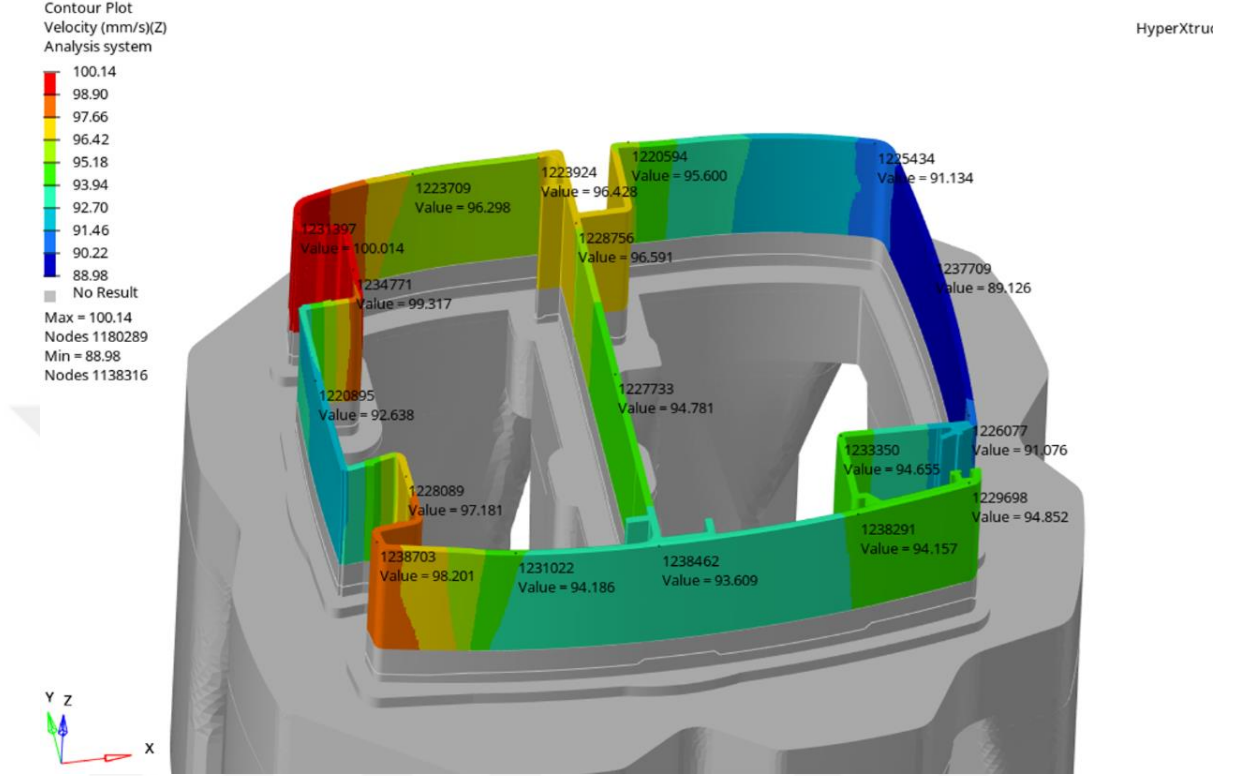 Contour Plot
Velocity (mm/s)(Z)
Analysis system
100.14
98.90
97.66
96.42
95.18
93.94
92.70
91.46
90.22
88.98
No Result
Max = 100.14
Nodes 1180289
Min = 88.98
Nodes 1138316
HyperXtruc
1231397
Value = 100.014
1223709
Value = 96.298
1223924
Value = 96.428
1220594
Value = 95.600
1225434
Value = 91.134
1228756
Value = 96.591
1237709
Value = 89.126
1234771
Value = 99.317
1220895
Value = 92.638
1227733
Value = 94.781
1226077
Value = 91.076
1233350
Value = 94.655
1228089
Value = 97.181
1229698
Value = 94.852
1238291
Value = 94.157
1238703
Value = 98.201
1231022
Value = 94.186
1238462
Value = 93.609
Y Z
X